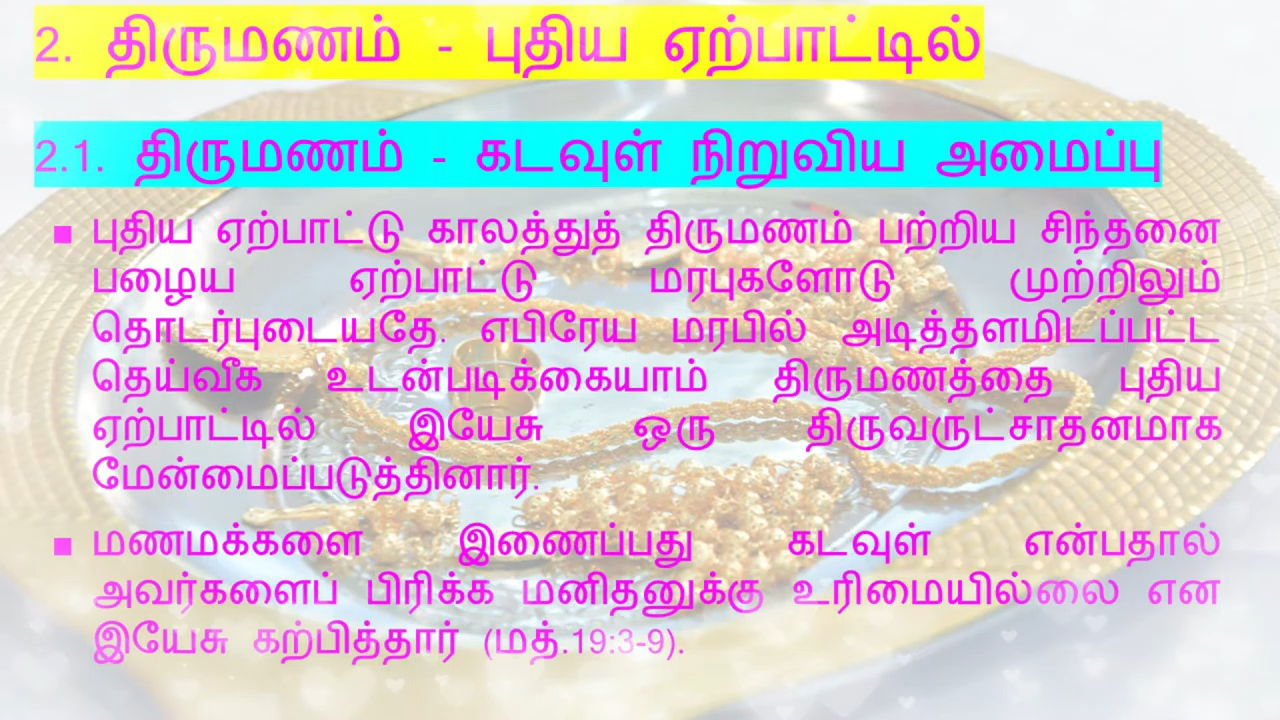 2. திருமணம் - புதிய ஏற்பாட்டில்
2.1. திருமணம் - கடவுள் நிறுவிய அமைப்பு
▪ புதிய ஏற்பாட்டு காலத்துத் திருமணம் பற்றிய சிந்தனை
பழைய ஏற்பாட்டு மரபுகளோடு முற்றிலும்
தொடர்புடையதே. எபிரேய மரபில் அடித்தளமிடப்பட்ட
தெய்வீக உடன்படிக்கையாம் திருமணத்தை புதிய
ஏற்பாட்டில் இயேசு ஒரு திருவருட்சாதனமாக
மேன்மைப்படுத்தினார்.
▪ மணமக்களை இணைப்பது கடவுள் என்பதால்
அவர்களைப் பிரிக்க மனிதனுக்கு உரிமையில்லை என
இயேசு கற்பித்தார் (மத்.19:3-9).